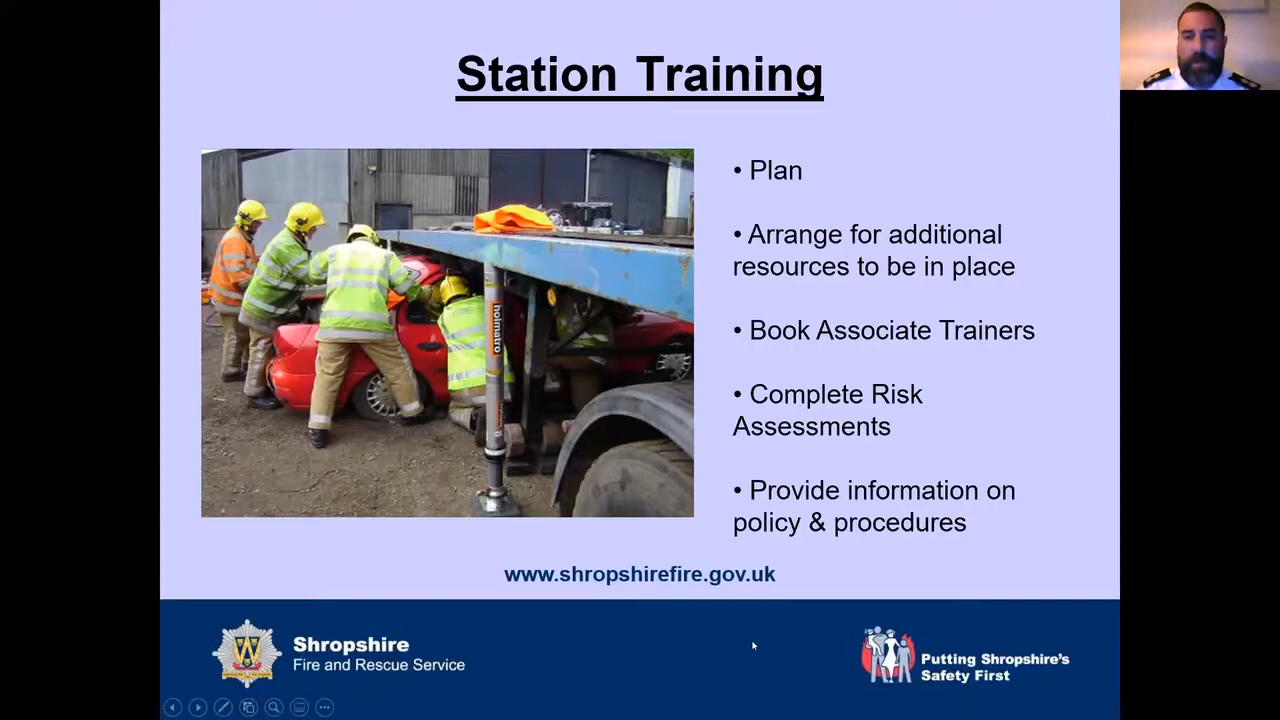 Station Training
• Plan
• Arrange for additional
resources to be in place
• Book Associate Trainers
• Complete Risk
Assessments
• Provide information on
policy & procedures
holmatro
www.shropshirefire.gov.uk
Shropshire
Fire and Rescue Service
Putting Shropshire's
Safety First